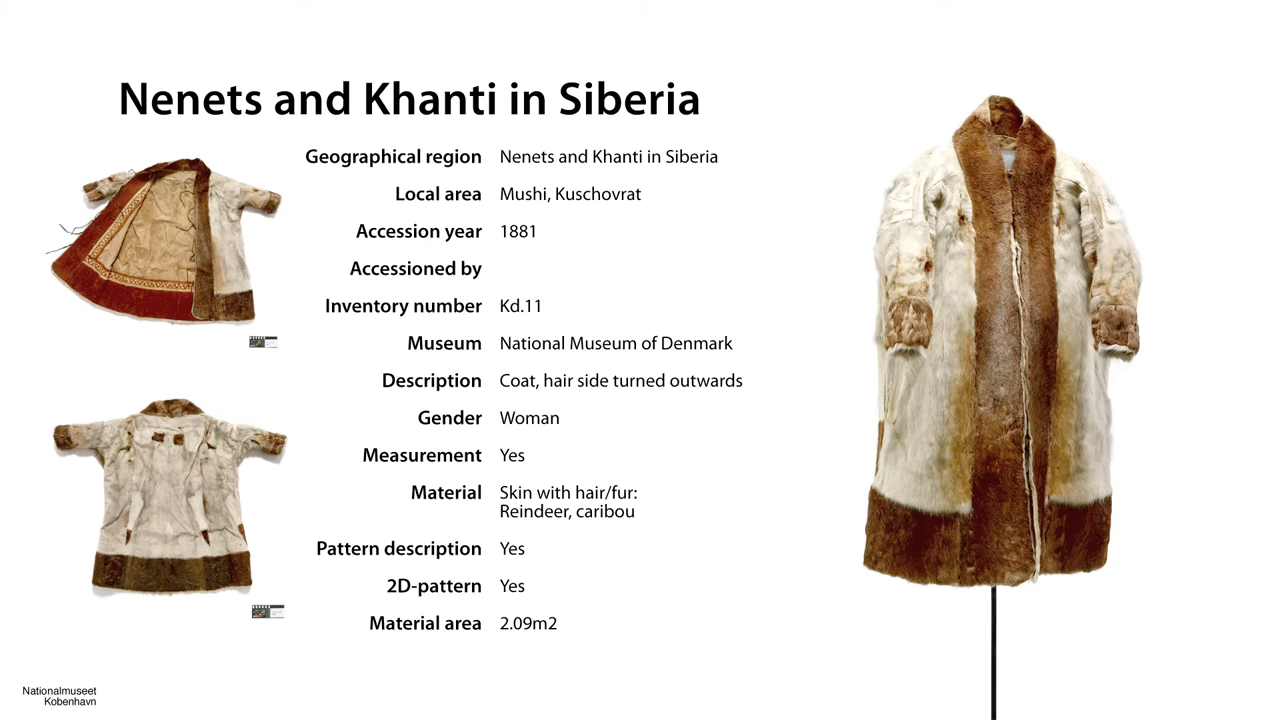 Nenets and Khanti in Siberia
Geographical region Nenets and Khanti in Siberia
Local area Mushi, Kuschovrat
Accession year 1881
Accessioned by
Inventory number Kd.11
Museum National Museum of Denmark
Description Coat, hair side turned outwards
Gender Woman
Measurement Yes
Material Skin with hair/fur:
Reindeer, caribou
Pattern description Yes
2D-pattern Yes
Material area 2.09m2
Nationalmuseet
Kobenhavn